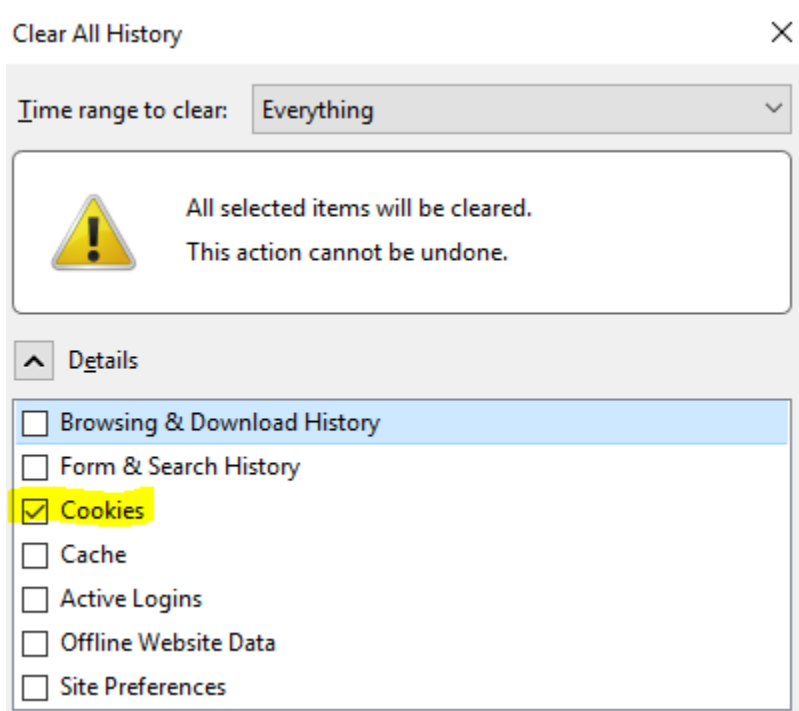 Clear All History
Time range to clear: Everything
All selected items will be cleared.
This action cannot be undone.
Details
Browsing & Download History
Form & Search History
Cookies
Cache
Active Logins
Offline Website Data
Site Preferences